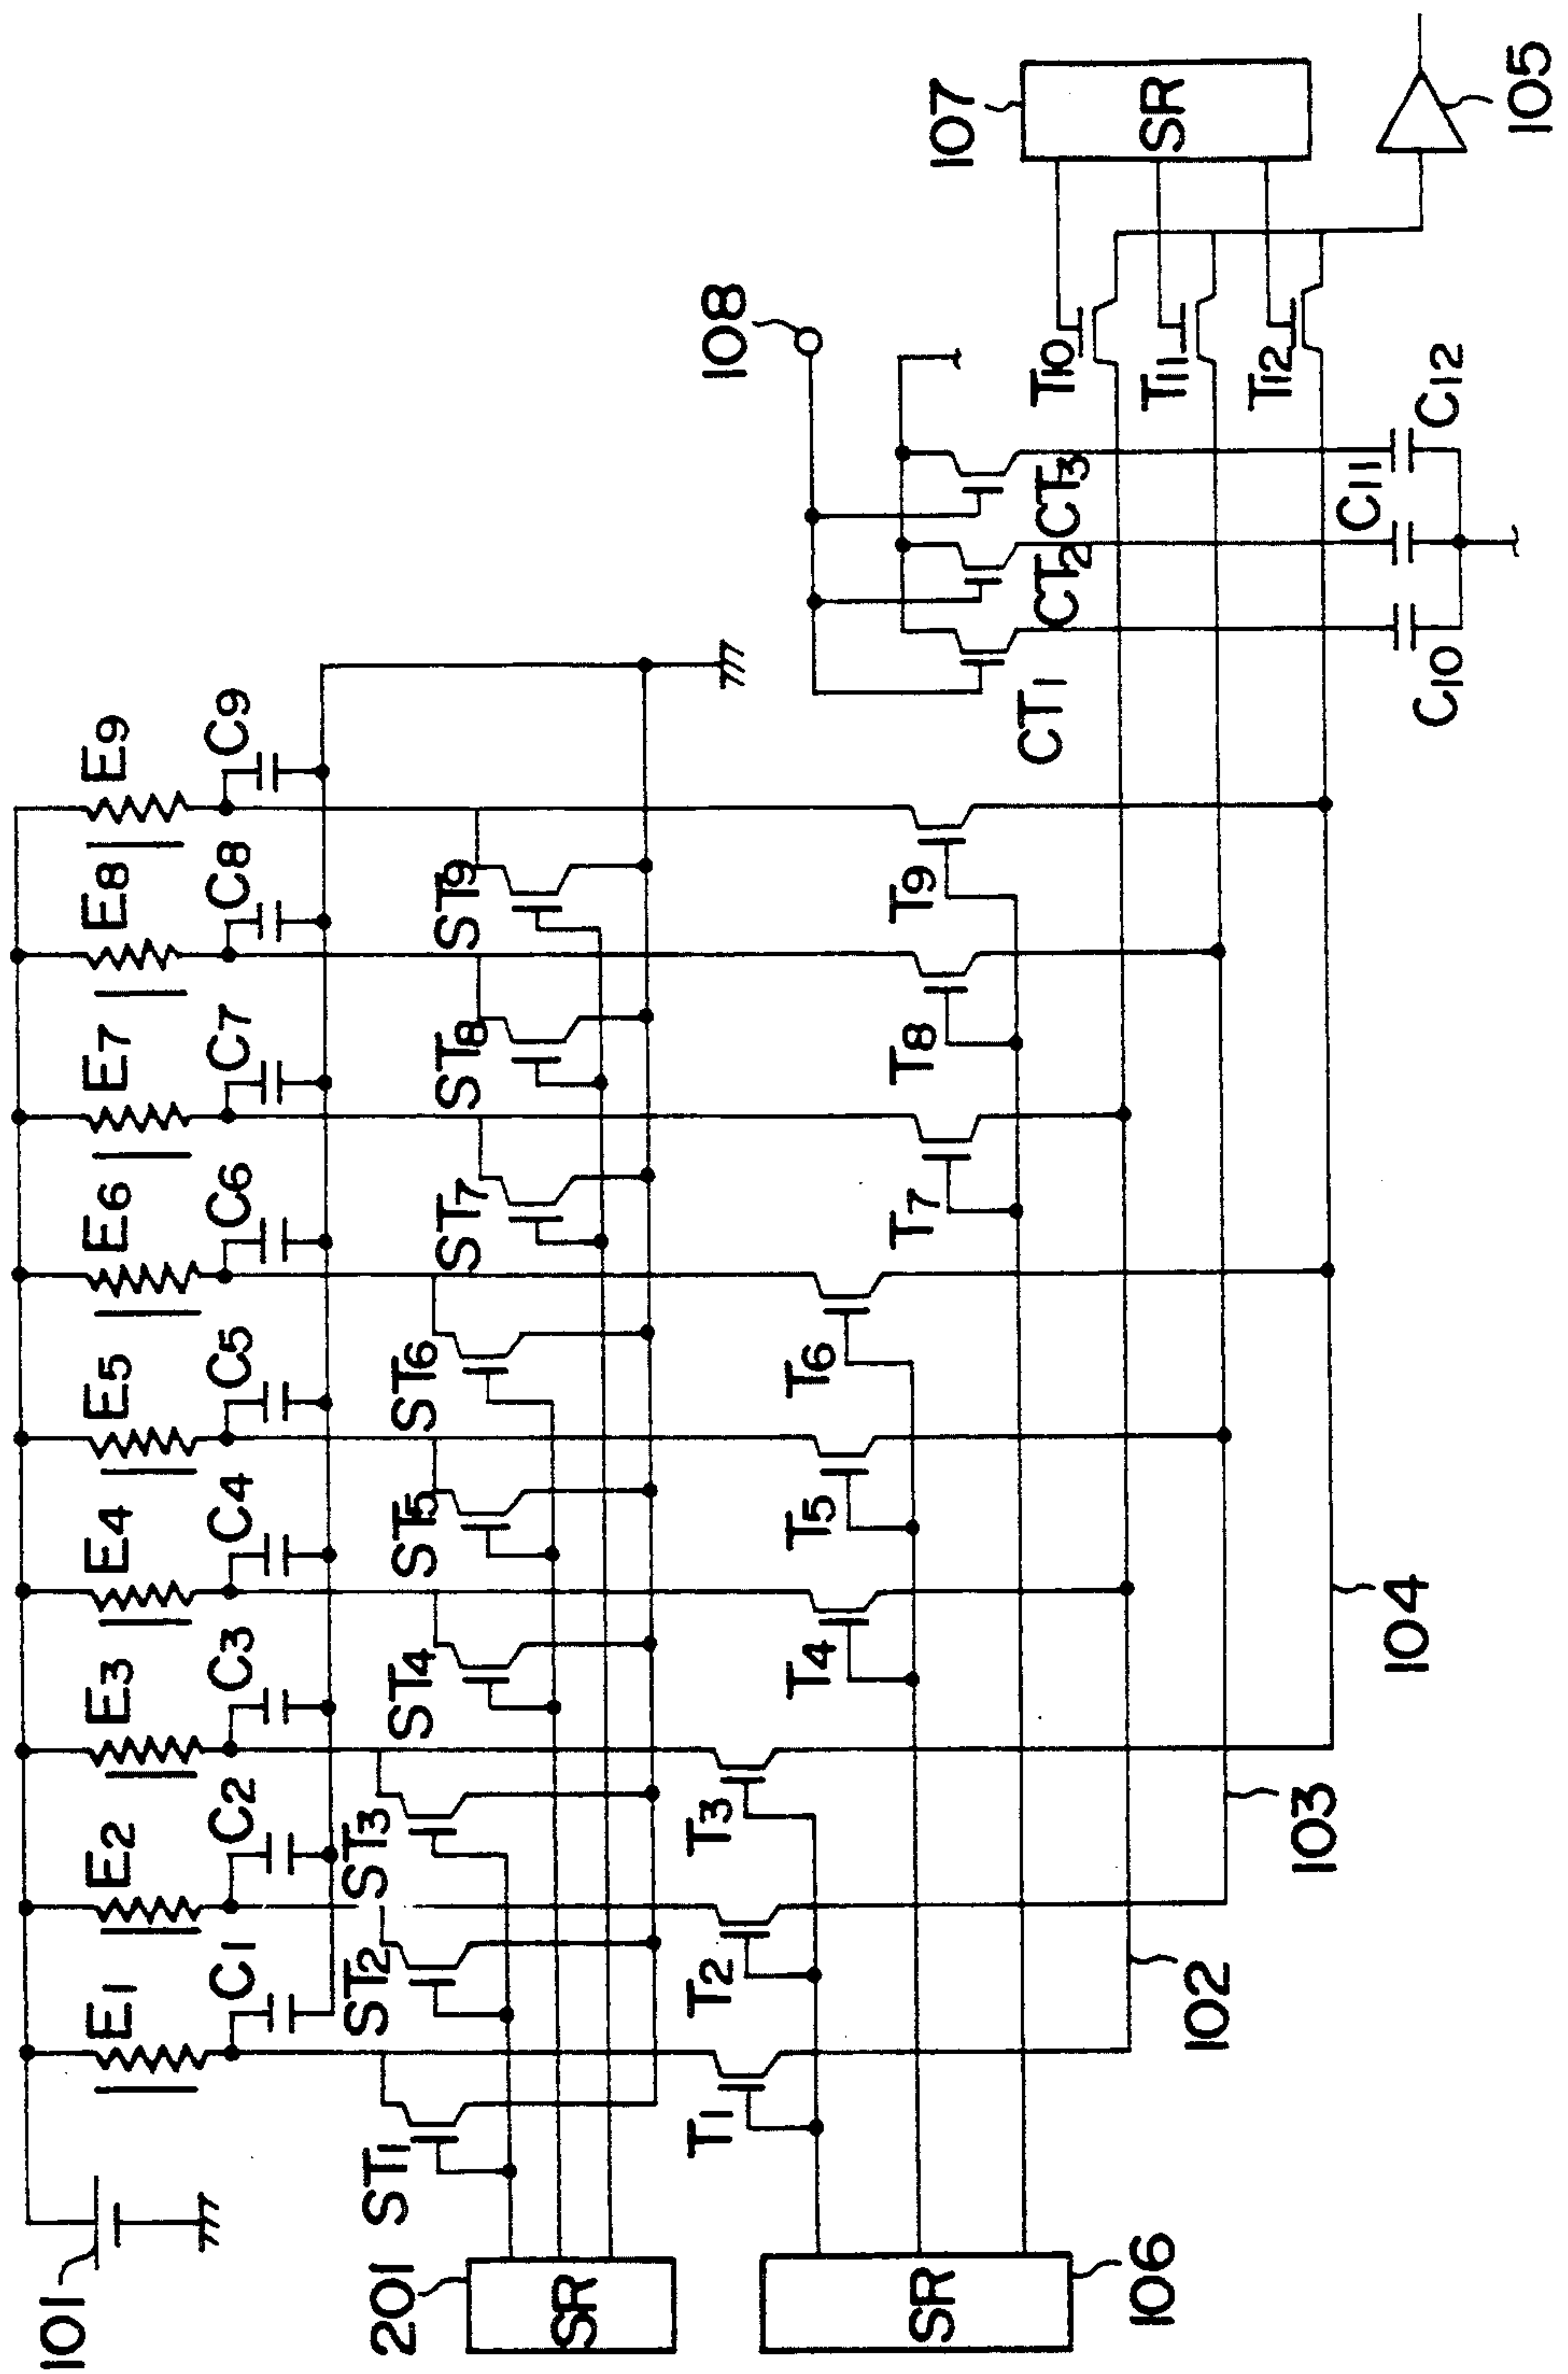 E1 E2 E3 E4 E5 E6 E7 E8 E9
101
C1 C2 C3 C4 C5 C6 C7 C8 C9
201
SR
ST1 ST2 ST3 ST4 ST5 ST6 ST7 ST8 ST9
108
106
SR
T1 T2 T3 T4 T5 T6 T7 T8 T9
107
SR
CT1 CT2 CT3
T10
T11
T12
102
103
104
C10 C11 C12
105